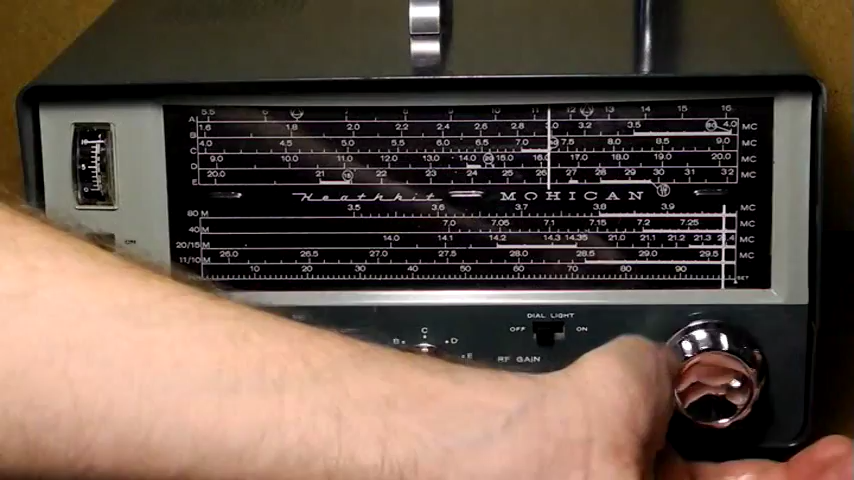 A 5.5 6 7 8 9 10 11 12 13 14 15 16
B 1.6 1.8 2.0 2.2 2.4 2.6 2.8 3.0 3.2 3.5 80 4.0 MC
C 4.0 4.5 5.0 5.5 6.0 6.5 7.0 40 7.5 8.0 8.5 9.0 MC
D 9.0 10.0 11.0 12.0 13.0 14.0 20 15.0 16.0 17.0 18.0 19.0 20.0 MC
E 20.0 21 15 22 23 24 25 26 27 28 29 30 31 32 MC
Heathkit MOHICAN
80 M 3.5 3.6 3.7 3.8 3.9 MC
40 M 7.0 7.05 7.1 7.15 7.2 7.25 MC
20/15 M 14.0 14.1 14.2 14.3 14.35 21.0 21.1 21.2 21.3 21.4 MC
11/10 M 26.0 27.0 27.5 28.0 28.5 29.0 29.5 MC
10 20 30 40 50 60 70 80 90 SET
10 5 0
ON
DIAL LIGHT
OFF ON
C
B D
E
RF GAIN